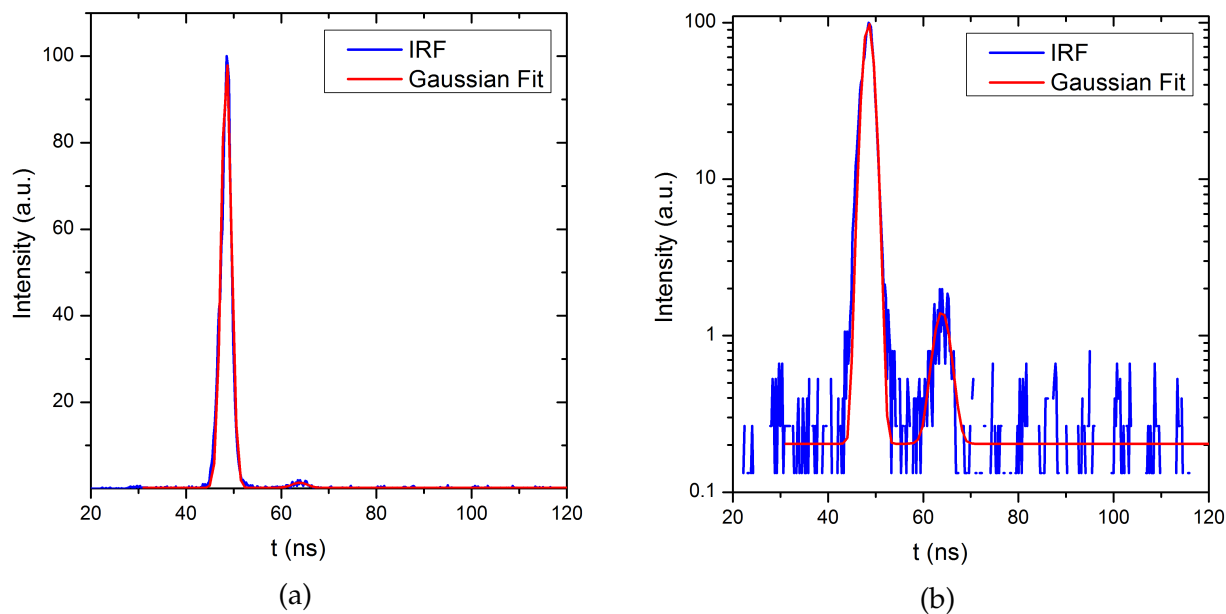 IRF
Gaussian Fit
100
80
60
40
20
Intensity (a.u.)
20 40 60 80 100 120
t (ns)
(a)
IRF
Gaussian Fit
100
10
1
0.1
Intensity (a.u.)
20 40 60 80 100 120
t (ns)
(b)